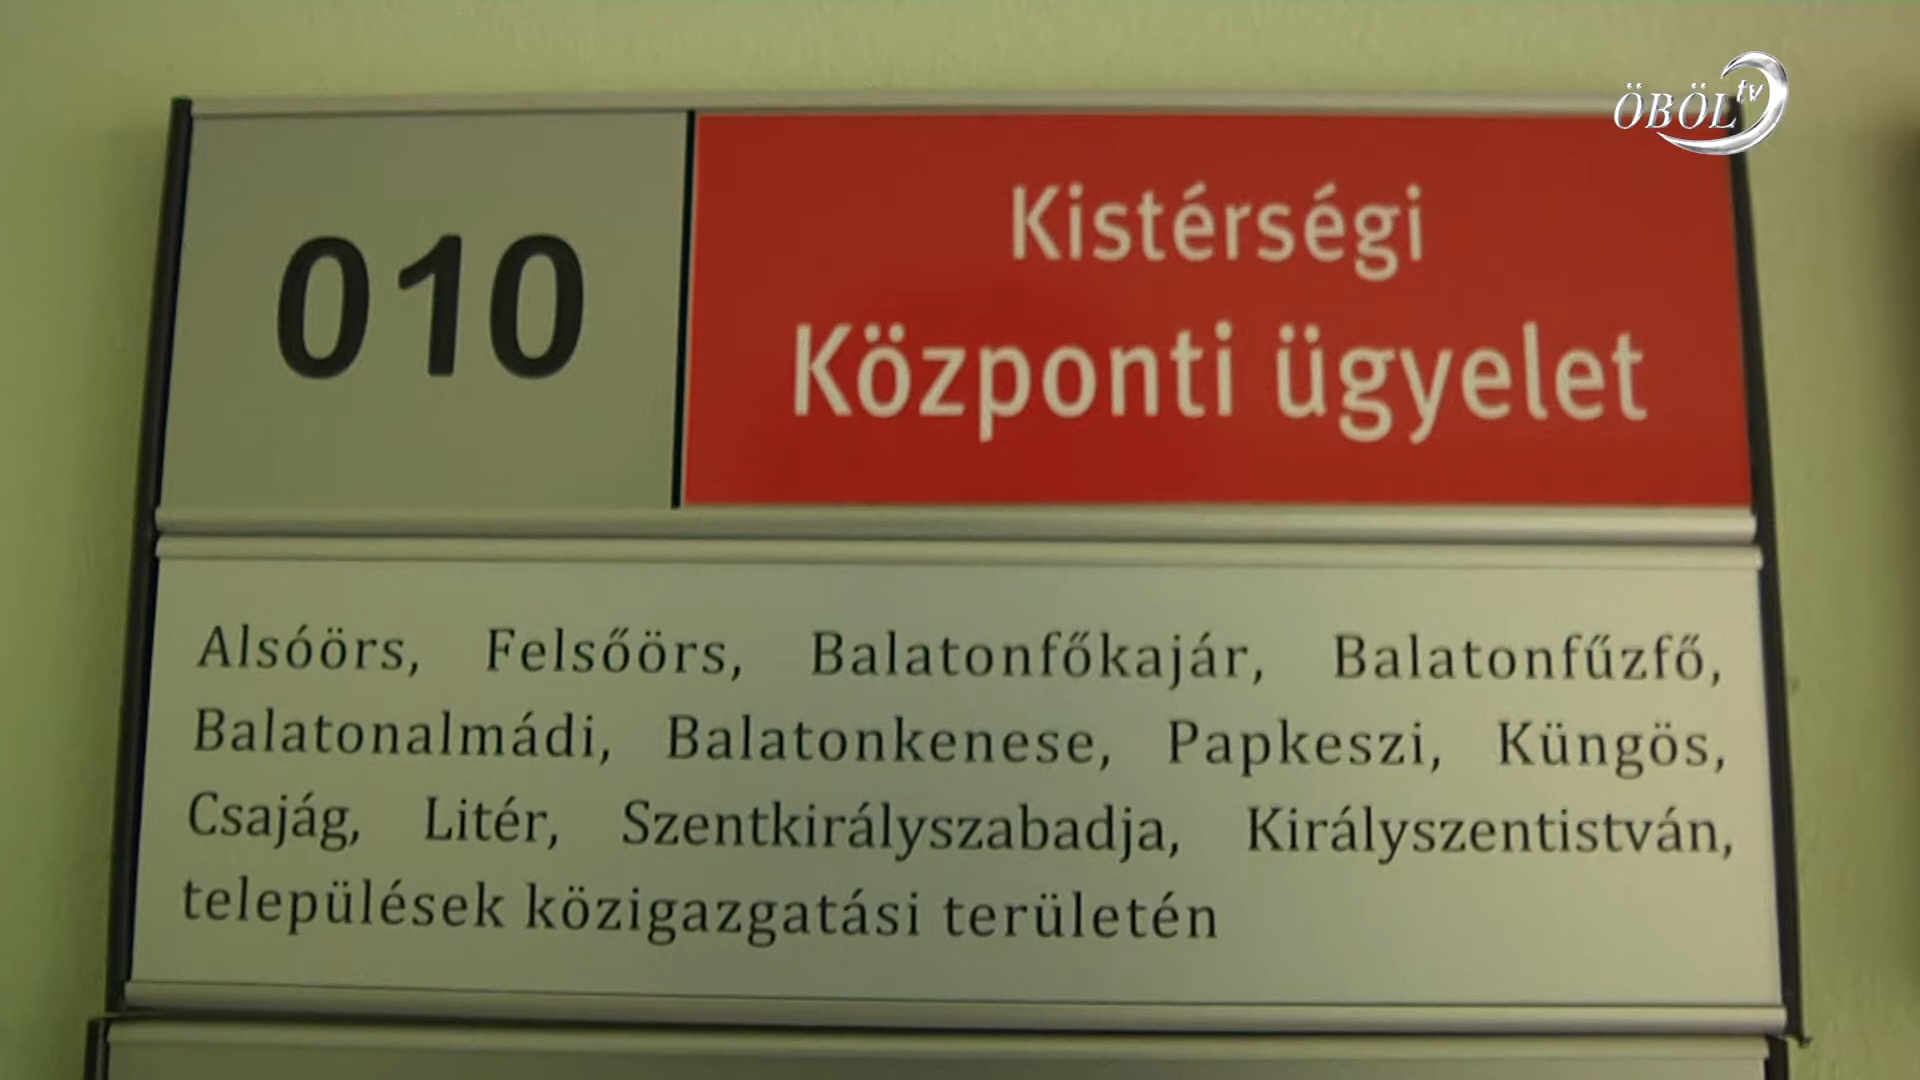 ÖBÖL tv
010
Kistérségi
Központi ügyelet
Alsóörs, Felsőörs, Balatonfőkajár, Balatonfűzfő,
Balatonalmádi, Balatonkenese, Papkeszi, Küngös,
Csajág, Litér, Szentkirályszabadja, Királyszentistván,
települések közigazgatási területén